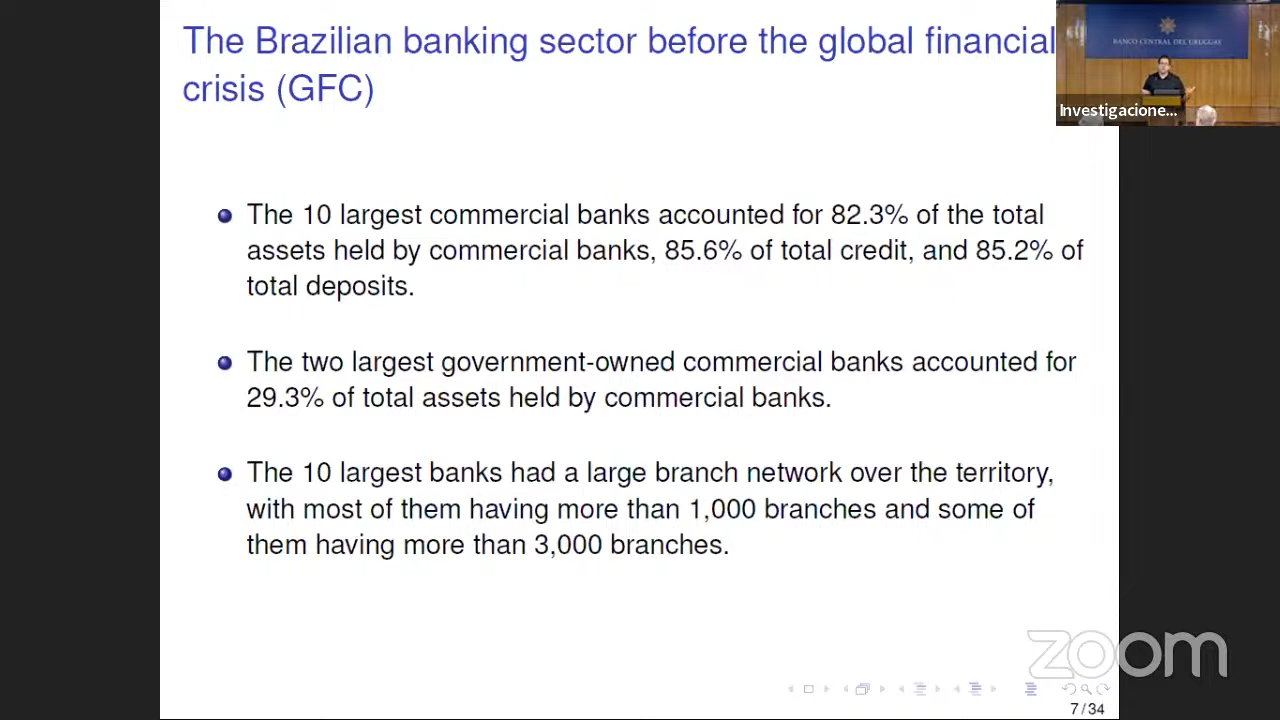 The Brazilian banking sector before the global financial
crisis (GFC)
BANCO CENTRAL DEL URUGUAY
Investigacione...
The 10 largest commercial banks accounted for 82.3% of the total
assets held by commercial banks, 85.6% of total credit, and 85.2% of
total deposits.
The two largest government-owned commercial banks accounted for
29.3% of total assets held by commercial banks.
The 10 largest banks had a large branch network over the territory,
with most of them having more than 1,000 branches and some of
them having more than 3,000 branches.
zoom
7/34